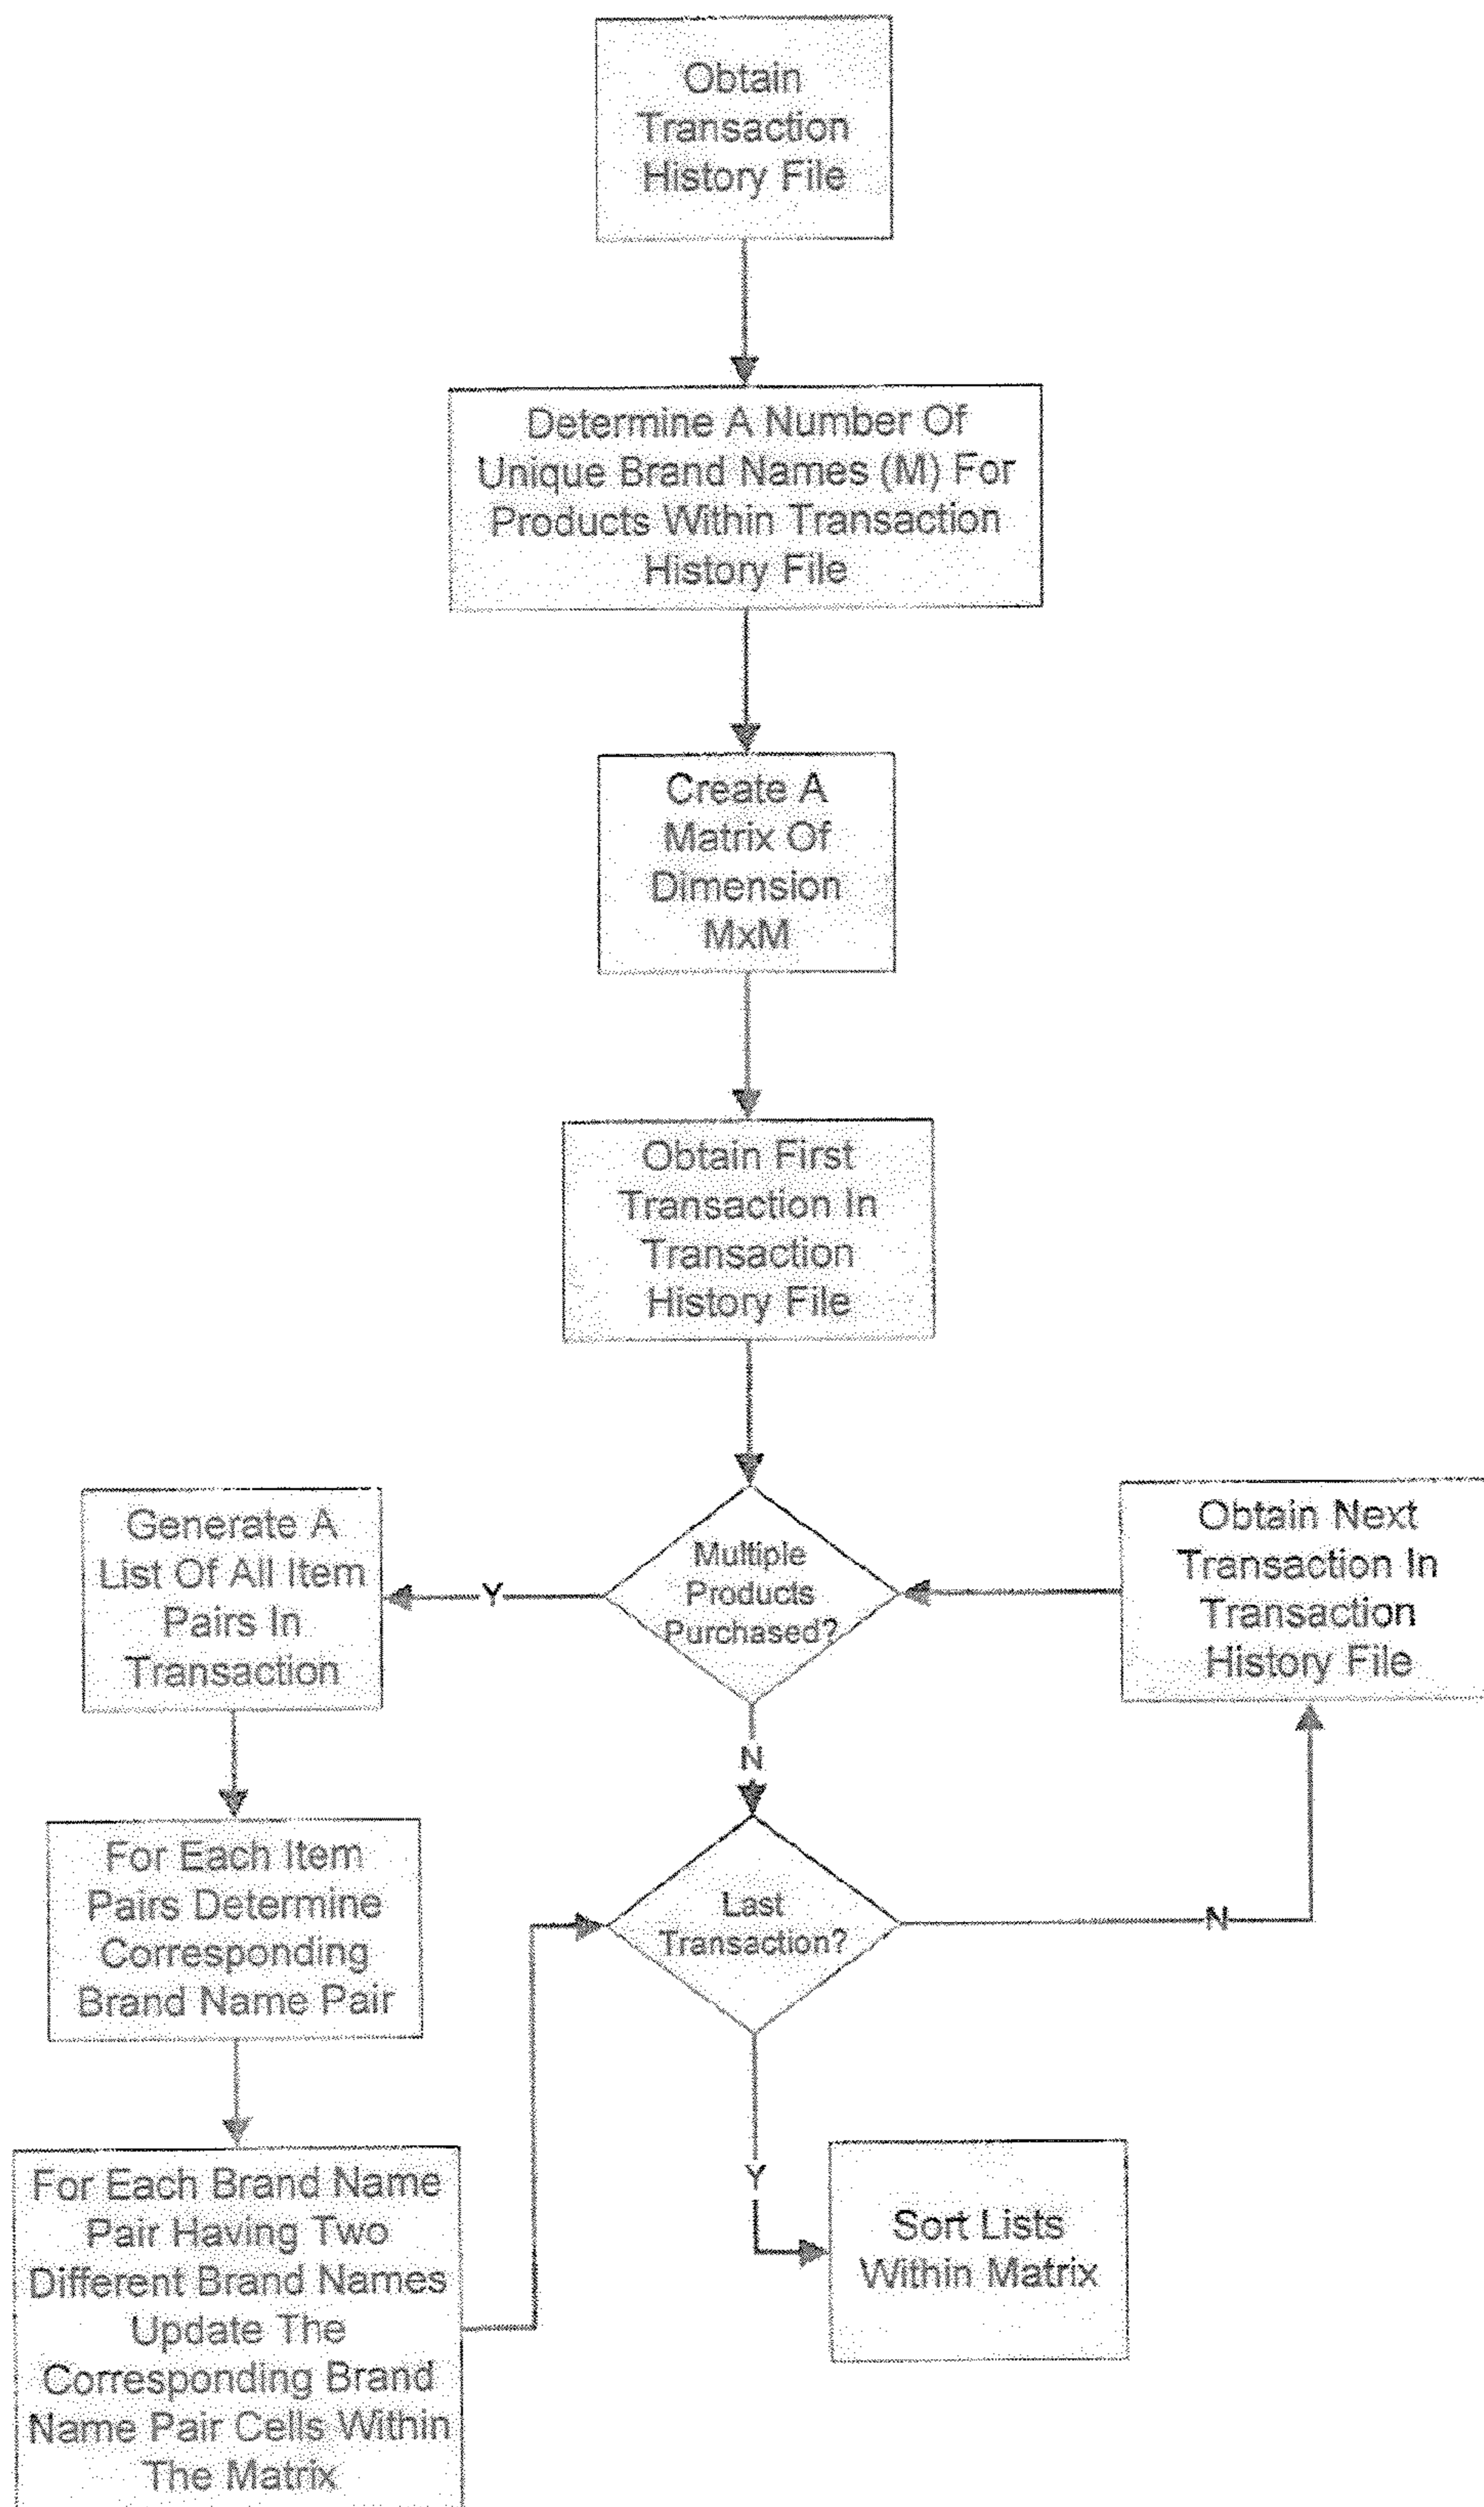 Obtain
Transaction
History File
Determine A Number Of
Unique Brand Names (M) For
Products Within Transaction
History File
Create A
Matrix Of
Dimension
MxM
Obtain First
Transaction In
Transaction
History File
Multiple
Products
Purchased?
Y
N
Generate A
List Of All Item
Pairs In
Transaction
For Each Item
Pairs Determine
Corresponding
Brand Name Pair
For Each Brand Name
Pair Having Two
Different Brand Names
Update The
Corresponding Brand
Name Pair Cells Within
The Matrix
Obtain Next
Transaction In
Transaction
History File
Last
Transaction?
N
Y
Sort Lists
Within Matrix